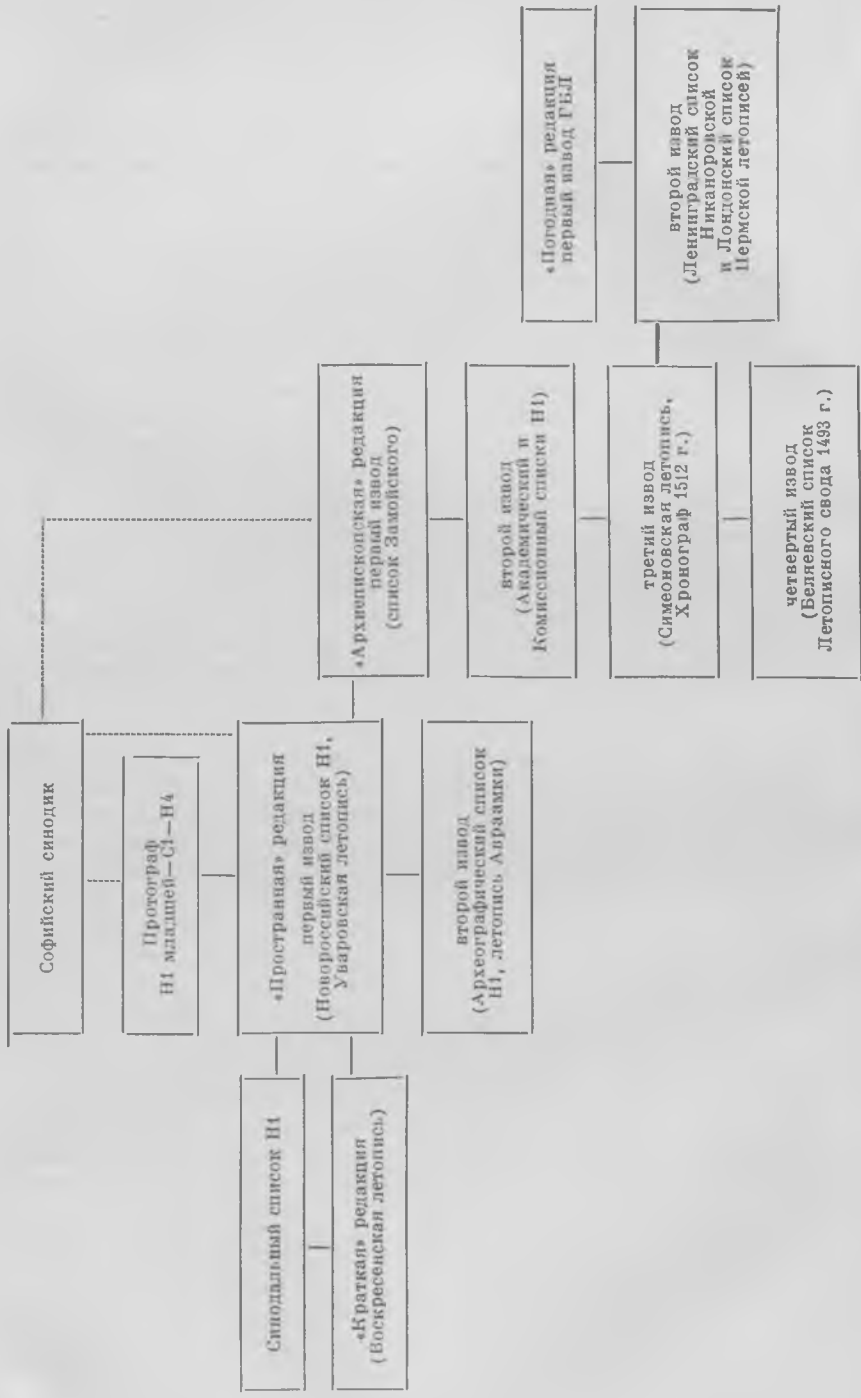 Софийский синодик
Протограф
Н1 младшей—С1—Н4
Синодальный список Н1
«Пространная» редакция
первый извод
(Новороссийский список Н1,
Уваровская летопись)
«Архиепископская» редакция
первый извод
(список Замойского)
«Погодная» редакция
первый извод ГБЛ
«Краткая» редакция
(Воскресенская летопись)
второй извод
(Археографический список
Н1, летопись Авраамки)
второй извод
(Академический и
Комиссионный списки Н1)
второй извод
(Ленинградский список
Никаноровской
и Лондонский список
Пермской летописей)
третий извод
(Симеоновская летопись,
Хронограф 1512 г.)
четвертый извод
(Беляевский список
Летописного свода 1493 г.)